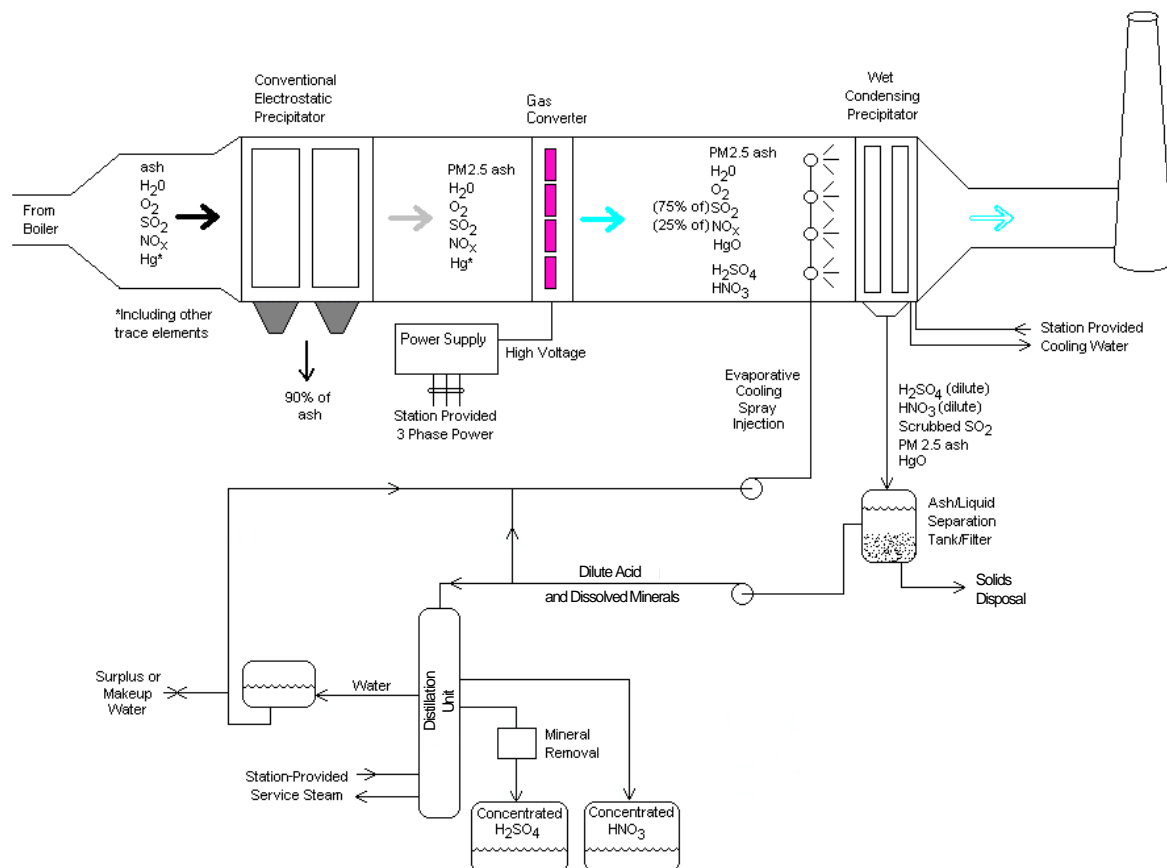 Conventional
Electrostatic
Precipitator
Gas
Converter
Wet
Condensing
Precipitator
From
Boiler
ash
H₂0
O₂
SO₂
NOₓ
Hg*
PM2.5 ash
H₂0
O₂
SO₂
NOₓ
Hg*
PM2.5 ash
H₂0
O₂
(75% of) SO₂
(25% of) NOₓ
HgO
H₂SO₄
HNO₃
*Including other
trace elements
90% of
ash
Power Supply
High Voltage
Station Provided
3 Phase Power
Evaporative
Cooling
Spray
Injection
Station Provided
Cooling Water
H₂SO₄ (dilute)
HNO₃ (dilute)
Scrubbed SO₂
PM 2.5 ash
HgO
Ash/Liquid
Separation
Tank/Filter
Solids
Disposal
Dilute Acid
and Dissolved Minerals
Surplus or
Makeup
Water
Water
Distillation
Unit
Mineral
Removal
Station-Provided
Service Steam
Concentrated
H₂SO₄
Concentrated
HNO₃